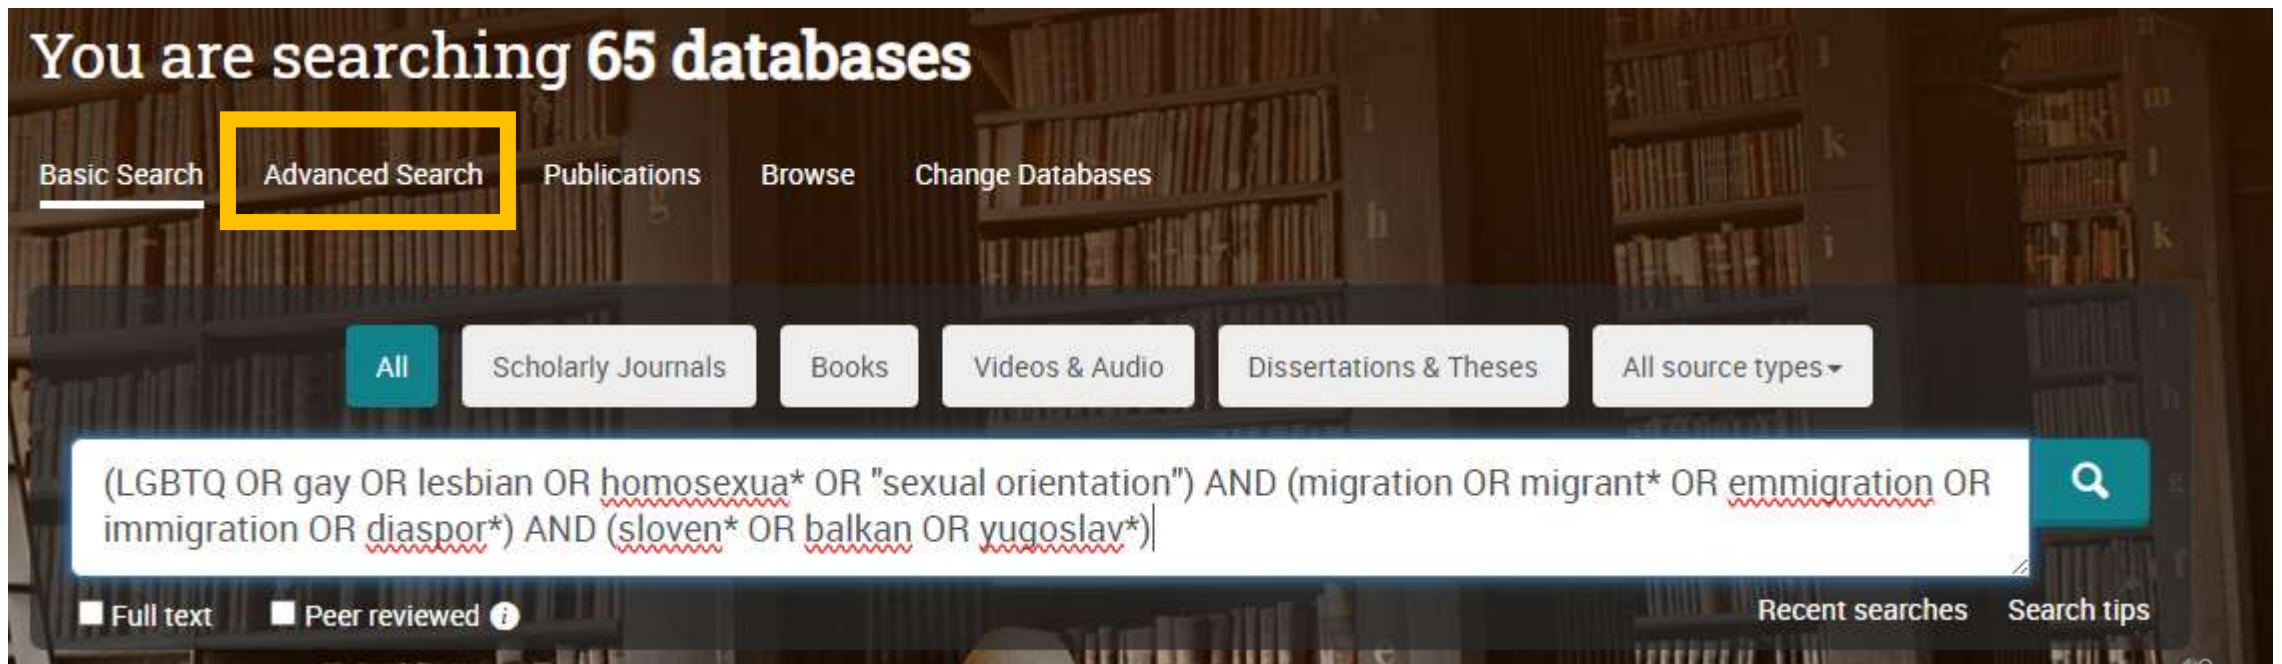 You are searching 65 databases
Basic Search Advanced Search Publications Browse Change Databases
All Scholarly Journals Books Videos & Audio Dissertations & Theses All source types
(LGBTQ OR gay OR lesbian OR homosexua* OR "sexual orientation") AND (migration OR migrant* OR emmigration OR
immigration OR diaspor*) AND (sloven* OR balkan OR yugoslav*)
Full text Peer reviewed i Recent searches Search tips